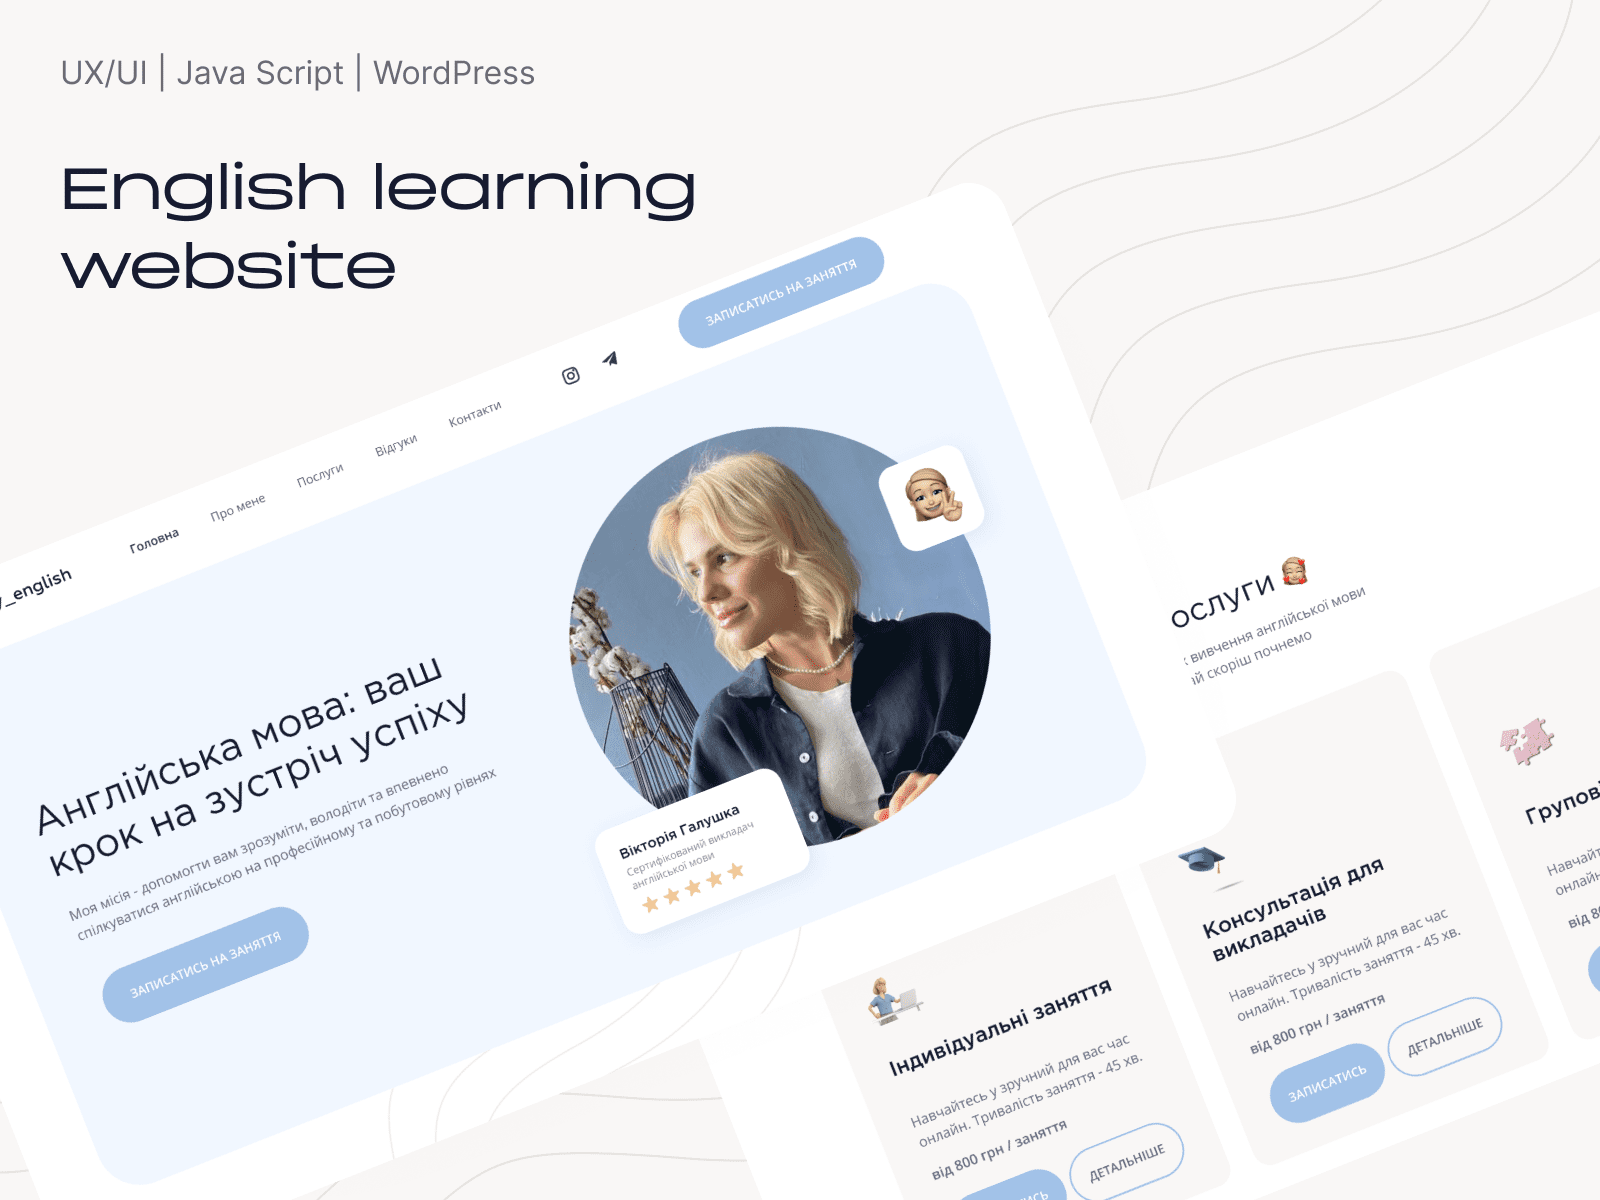 UX/UI | Java Script | WordPress
English learning
website
ЗАПИСАТИСЬ НА ЗАНЯТТЯ
_english
Головна
Про мене
Послуги
Відгуки
Контакти
Англійська мова: ваш
крок на зустріч успіху
Моя місія - допомогти вам зрозуміти, володіти та впевнено
спілкуватися англійською на професійному та побутовому рівнях
ЗАПИСАТИСЬ НА ЗАНЯТТЯ
Вікторія Галушка
Сертифікований викладач
англійської мови
ослуги
вивчення англійської мови
ій скоріш почнемо
Індивідуальні заняття
Навчайтесь у зручний для вас час
онлайн. Тривалість заняття - 45 хв.
від 800 грн / заняття
ДЕТАЛЬНІШЕ
Консультація для
викладачів
Навчайтесь у зручний для вас час
онлайн. Тривалість заняття - 45 хв.
від 800 грн / заняття
ЗАПИСАТИСЬ
ДЕТАЛЬНІШЕ
Групові
Навчайт
онлайн
від 80